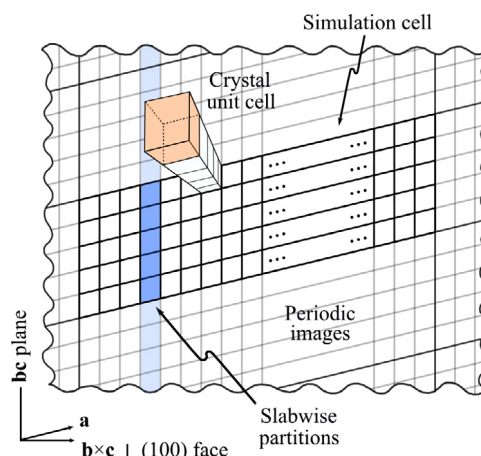 Simulation cell
Crystal
unit cell
...
...
...
...
...
...
...
...
...
...
Periodic
images
bc plane
a
b×c ⊥ (100) face
Slabwise
partitions